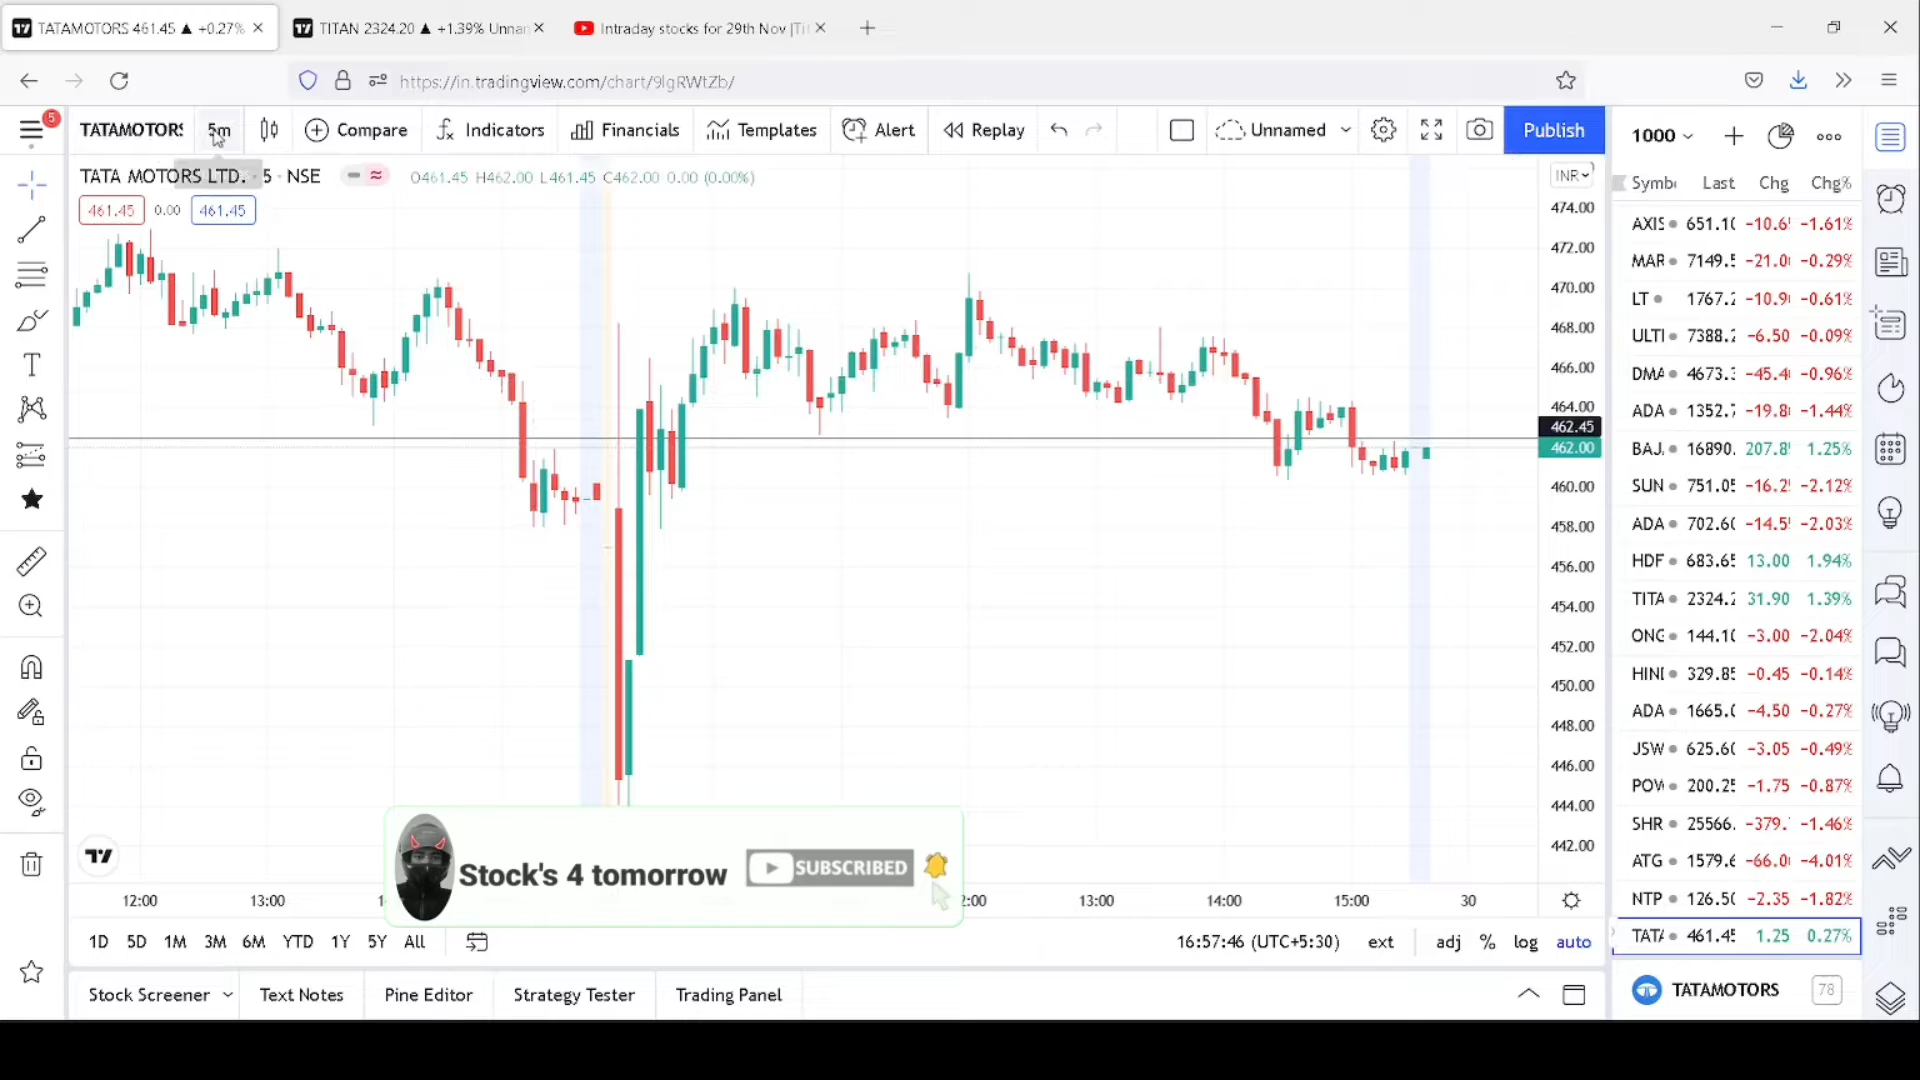 TATAMOTORS 461.45 ▲ +0.27%
TITAN 2324.20 ▲ +1.39% Unnar
Intraday stocks for 29th Nov |Tit
https://in.tradingview.com/chart/9lgRWtZb/
5
TATAMOTORS
5m
Compare
Indicators
Financials
Templates
Alert
Replay
Unnamed
Publish
1000
TATA MOTORS LTD. · 5 · NSE
O461.45 H462.00 L461.45 C462.00 0.00 (0.00%)
INR
461.45 0.00 461.45
474.00
472.00
470.00
468.00
466.00
464.00
462.45
462.00
460.00
458.00
456.00
454.00
452.00
450.00
448.00
446.00
444.00
442.00
Symb Last Chg Chg%
AXIS 651.10 -10.6 -1.61%
MAR 7149.5 -21.0 -0.29%
LT 1767.2 -10.9 -0.61%
ULTI 7388.2 -6.50 -0.09%
DMA 4673.3 -45.4 -0.96%
ADA 1352.7 -19.8 -1.44%
BAJ. 16890. 207.8 1.25%
SUN 751.05 -16.2 -2.12%
ADA 702.60 -14.5 -2.03%
HDF 683.65 13.00 1.94%
TITA 2324.2 31.90 1.39%
ONG 144.10 -3.00 -2.04%
HINI 329.85 -0.45 -0.14%
ADA 1665.0 -4.50 -0.27%
JSW 625.60 -3.05 -0.49%
POW 200.25 -1.75 -0.87%
SHR 25566. -379. -1.46%
ATG 1579.6 -66.0 -4.01%
NTP 126.50 -2.35 -1.82%
TATA 461.45 1.25 0.27%
Stock's 4 tomorrow
SUBSCRIBED
12:00 13:00 1 2:00 13:00 14:00 15:00 30
1D 5D 1M 3M 6M YTD 1Y 5Y All
16:57:46 (UTC+5:30) ext adj % log auto
Stock Screener Text Notes Pine Editor Strategy Tester Trading Panel
TATAMOTORS 78